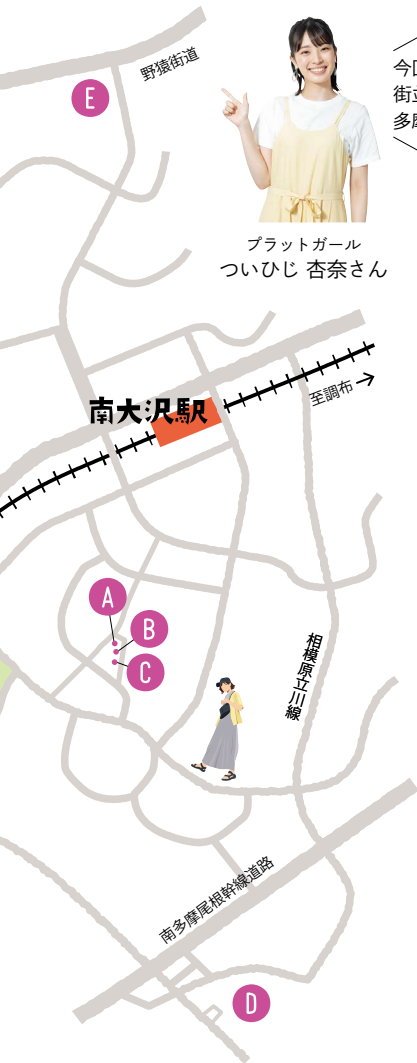 野猿街道
E
今回
街並
多摩
プラットガール
ついひじ 杏奈さん
南大沢駅
至調布
A
B
C
相模原立川線
南多摩尾根幹線道路
D